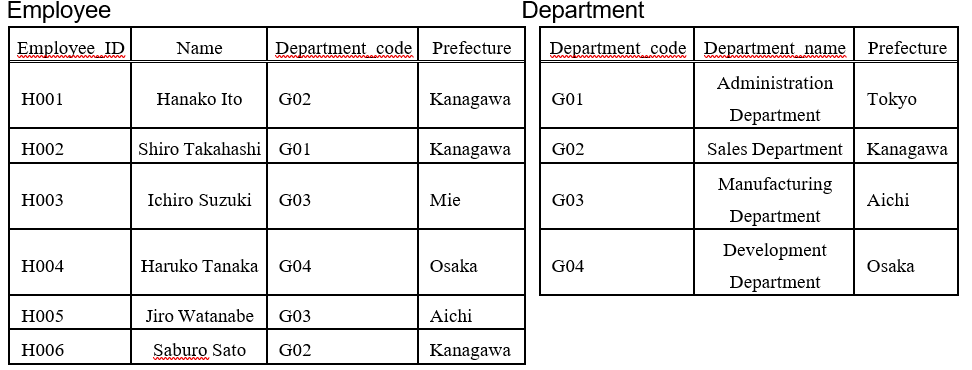 Employee
Department
Employee_ID Name Department_code Prefecture
H001 Hanako Ito G02 Kanagawa
H002 Shiro Takahashi G01 Kanagawa
H003 Ichiro Suzuki G03 Mie
H004 Haruko Tanaka G04 Osaka
H005 Jiro Watanabe G03 Aichi
H006 Saburo Sato G02 Kanagawa
Department_code Department_name Prefecture
G01 Administration
Department Tokyo
G02 Sales Department Kanagawa
G03 Manufacturing
Department Aichi
G04 Development
Department Osaka